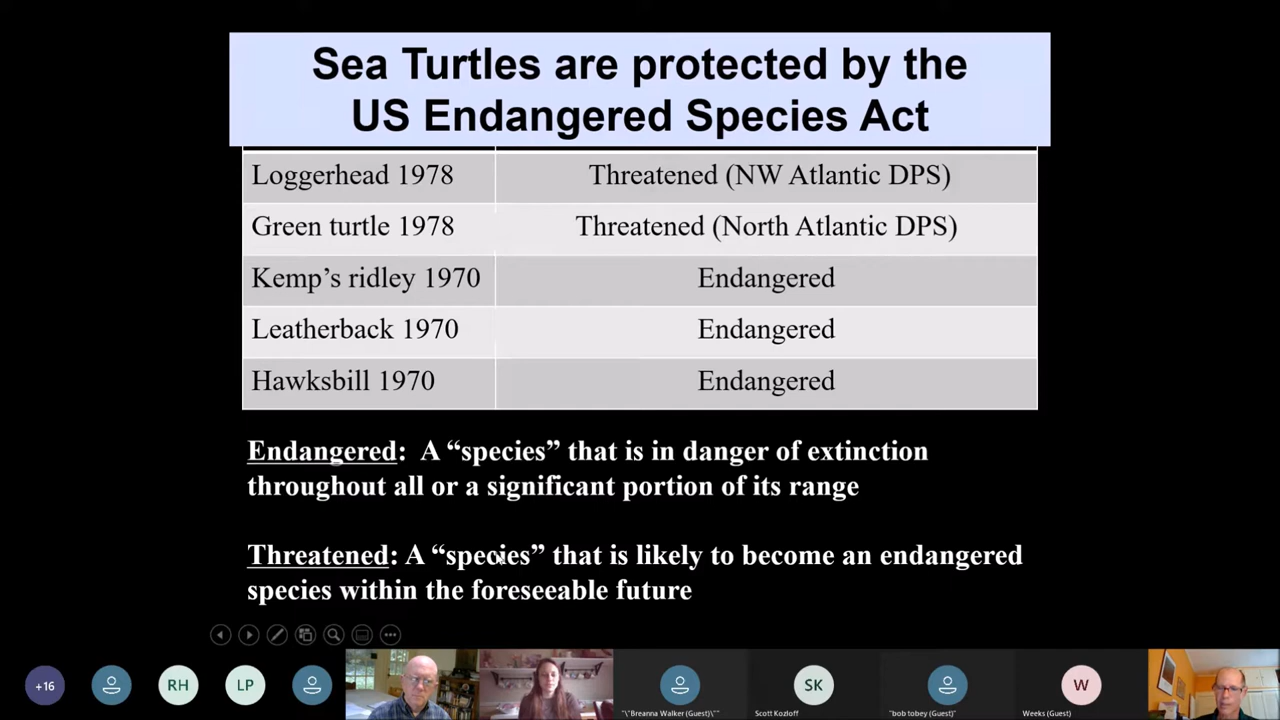 Sea Turtles are protected by the
US Endangered Species Act
Loggerhead 1978 Threatened (NW Atlantic DPS)
Green turtle 1978 Threatened (North Atlantic DPS)
Kemp’s ridley 1970 Endangered
Leatherback 1970 Endangered
Hawksbill 1970 Endangered
Endangered: A “species” that is in danger of extinction
throughout all or a significant portion of its range
Threatened: A “species” that is likely to become an endangered
species within the foreseeable future
+16 RH LP SK W
"\"Breanna Walker (Guest)\"" Scott Kozloff "bob tobey (Guest)" Weeks (Guest)